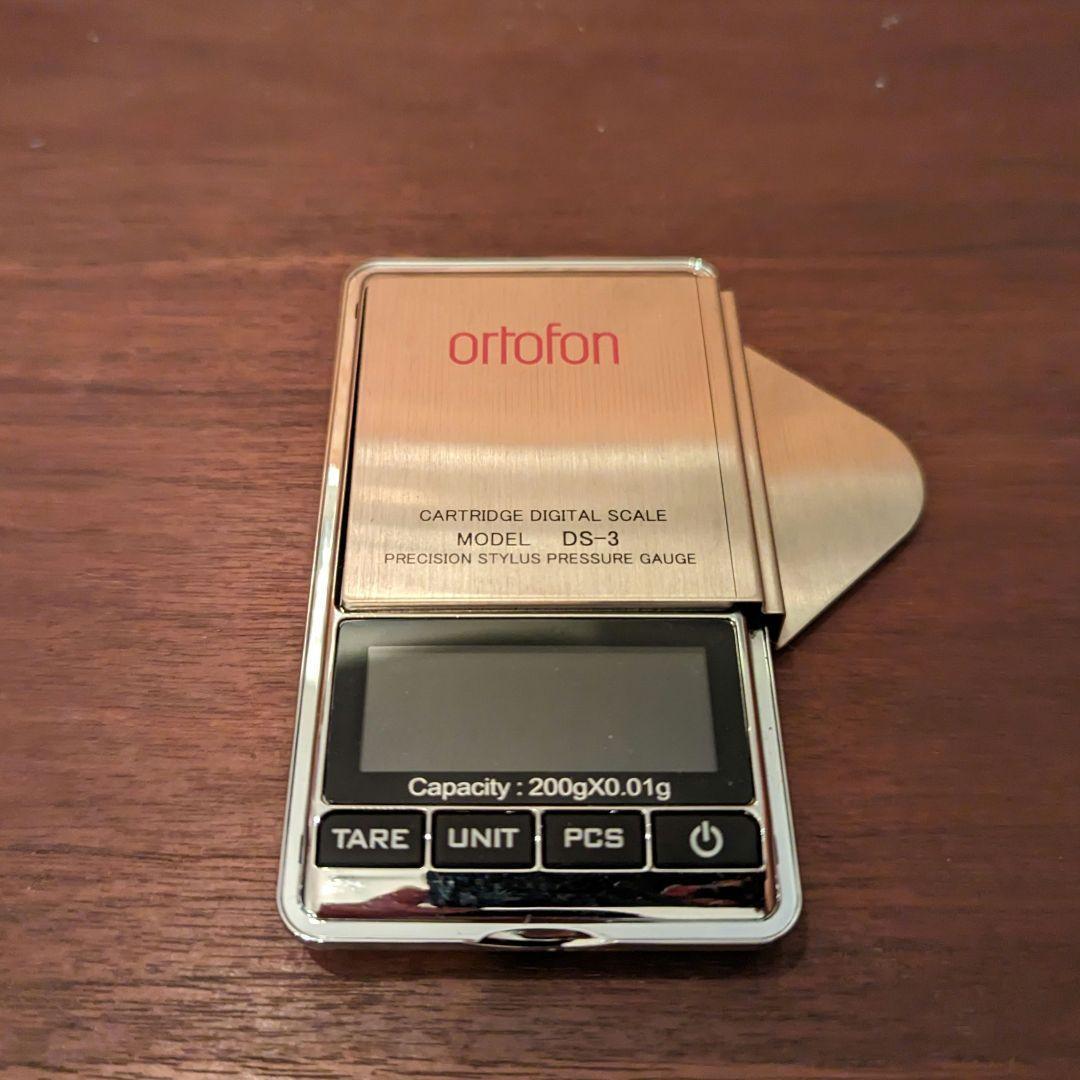 ortofon
CARTRIDGE DIGITAL SCALE
MODEL DS-3
PRECISION STYLUS PRESSURE GAUGE
Capacity : 200gX0.01g
TARE UNIT PCS